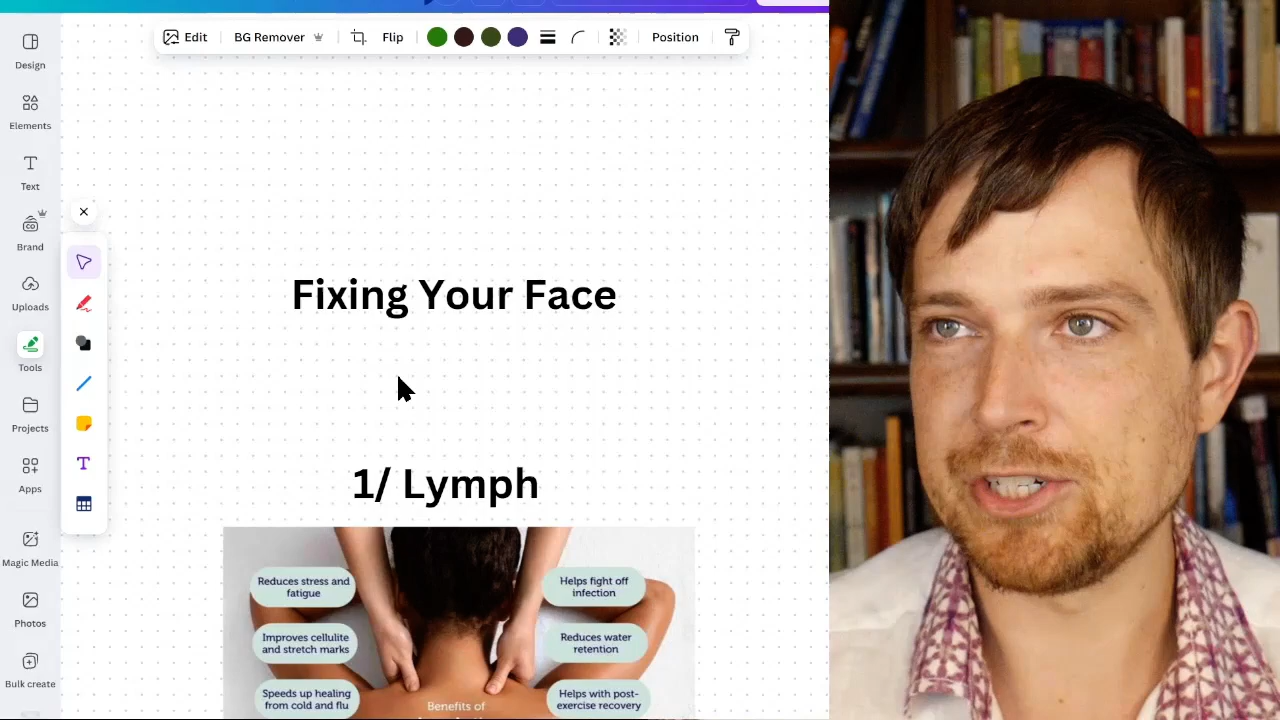 Edit BG Remover Flip Position
Design
Elements
Text
Brand
Uploads
Tools
Projects
Apps
Magic Media
Photos
Bulk create
T
Fixing Your Face
1/ Lymph
Reduces stress and
fatigue
Helps fight off
infection
Improves cellulite
and stretch marks
Reduces water
retention
Speeds up healing
from cold and flu
Helps with post-
exercise recovery
Benefits of